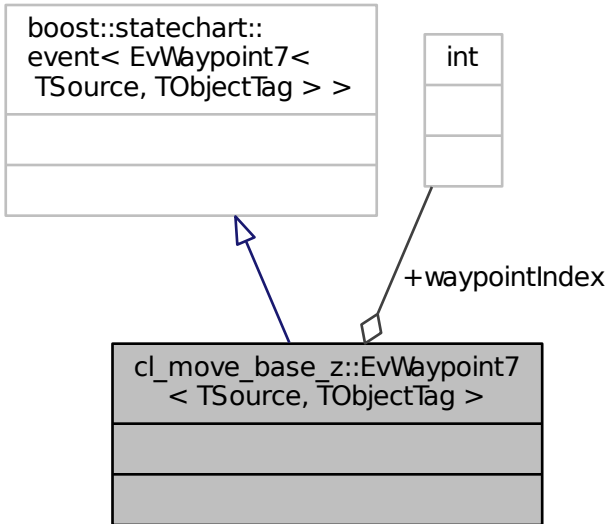 boost::statechart::
event< EvWaypoint7<
TSource, TObjectTag > >
int
+waypointIndex
cl_move_base_z::EvWaypoint7
< TSource, TObjectTag >